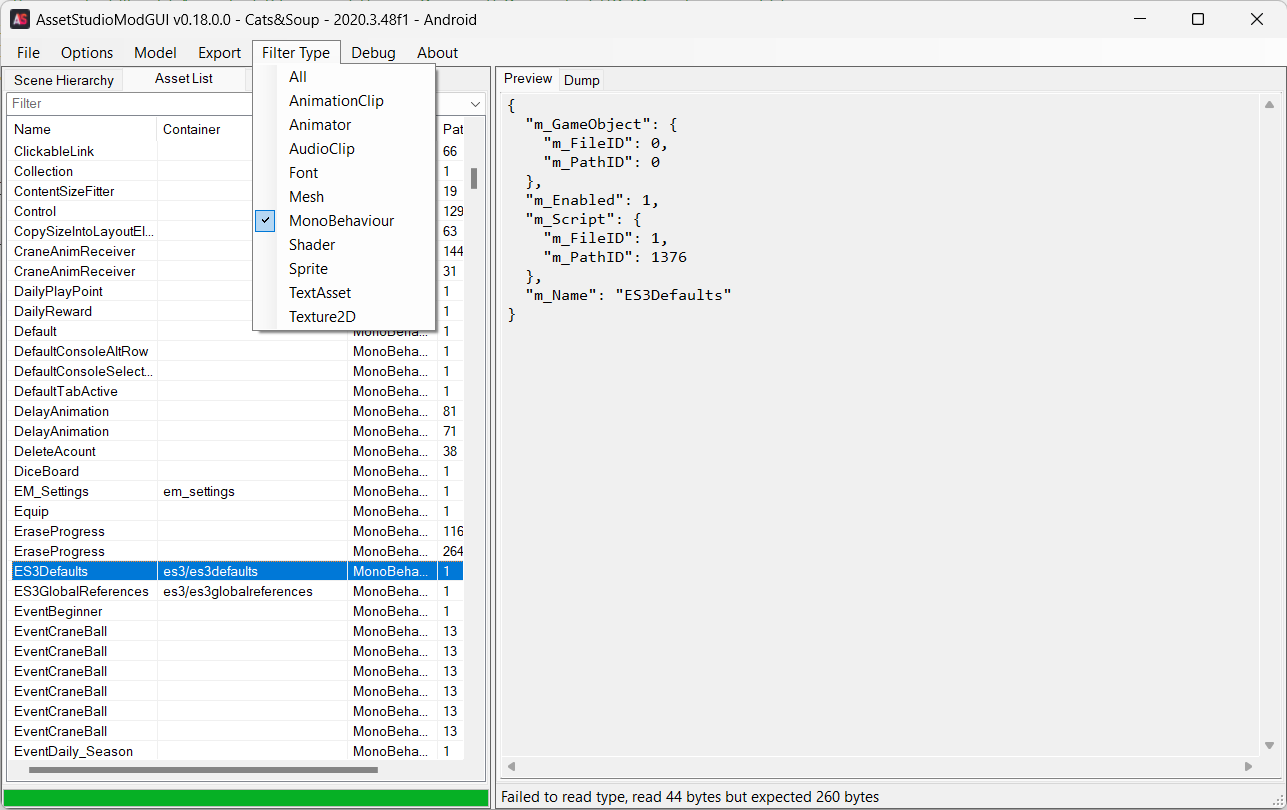 AssetStudioModGUI v0.18.0.0 - Cats&Soup - 2020.3.48f1 - Android
File Options Model Export Filter Type Debug About
Scene Hierarchy Asset List
Preview Dump
Filter
All
AnimationClip
Animator
AudioClip
Font
Mesh
MonoBehaviour
Shader
Sprite
TextAsset
Texture2D
Name Container Pat
ClickableLink 66
Collection 1
ContentSizeFitter 19
Control 129
CopySizeIntoLayoutEl... 63
CraneAnimReceiver 144
CraneAnimReceiver 31
DailyPlayPoint 1
DailyReward 1
Default MonoBeha... 1
DefaultConsoleAltRow MonoBeha... 1
DefaultConsoleSelect... MonoBeha... 1
DefaultTabActive MonoBeha... 1
DelayAnimation MonoBeha... 81
DelayAnimation MonoBeha... 71
DeleteAcount MonoBeha... 38
DiceBoard MonoBeha... 1
EM_Settings em_settings MonoBeha... 1
Equip MonoBeha... 1
EraseProgress MonoBeha... 116
EraseProgress MonoBeha... 264
ES3Defaults es3/es3defaults MonoBeha... 1
ES3GlobalReferences es3/es3globalreferences MonoBeha... 1
EventBeginner MonoBeha... 1
EventCraneBall MonoBeha... 13
EventCraneBall MonoBeha... 13
EventCraneBall MonoBeha... 13
EventCraneBall MonoBeha... 13
EventCraneBall MonoBeha... 13
EventCraneBall MonoBeha... 13
EventDaily_Season MonoBeha... 1
{
"m_GameObject": {
"m_FileID": 0,
"m_PathID": 0
},
"m_Enabled": 1,
"m_Script": {
"m_FileID": 1,
"m_PathID": 1376
},
"m_Name": "ES3Defaults"
}
Failed to read type, read 44 bytes but expected 260 bytes